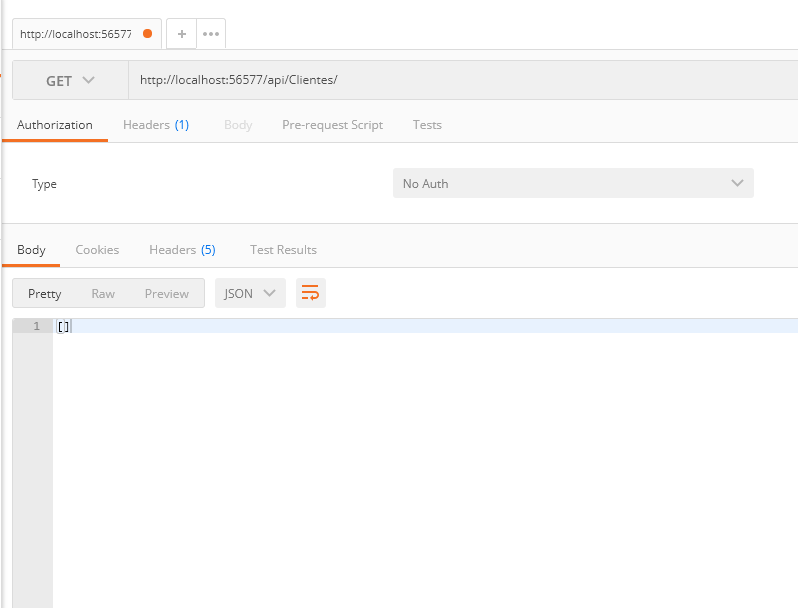 http://localhost:56577
GET http://localhost:56577/api/Clientes/
Authorization Headers (1) Body Pre-request Script Tests
Type No Auth
Body Cookies Headers (5) Test Results
Pretty Raw Preview JSON
1 []